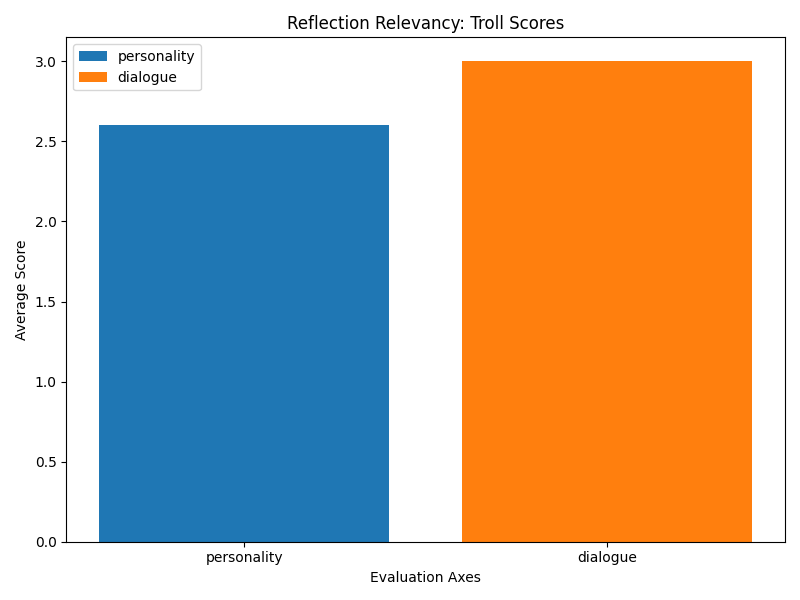 Reflection Relevancy: Troll Scores
personality
dialogue
Average Score
3.0
2.5
2.0
1.5
1.0
0.5
0.0
personality
dialogue
Evaluation Axes